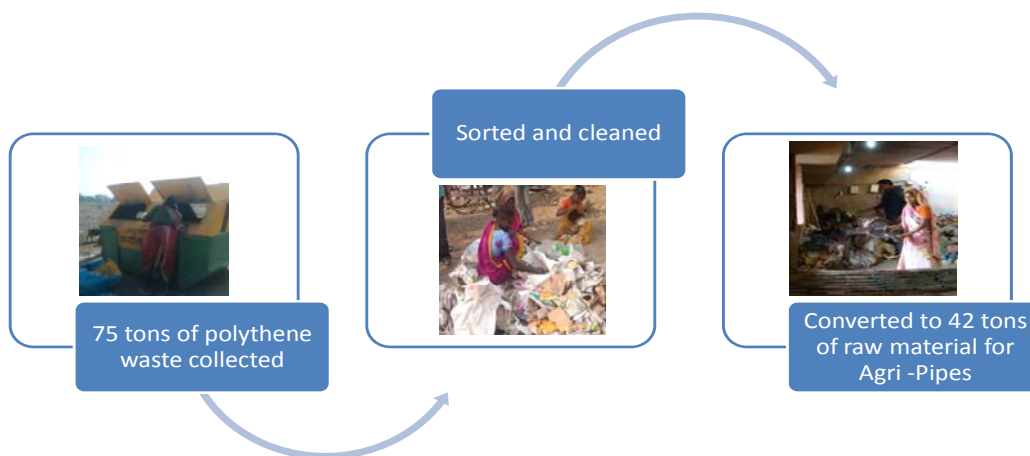 75 tons of polythene
waste collected
Sorted and cleaned
Converted to 42 tons
of raw material for
Agri -Pipes